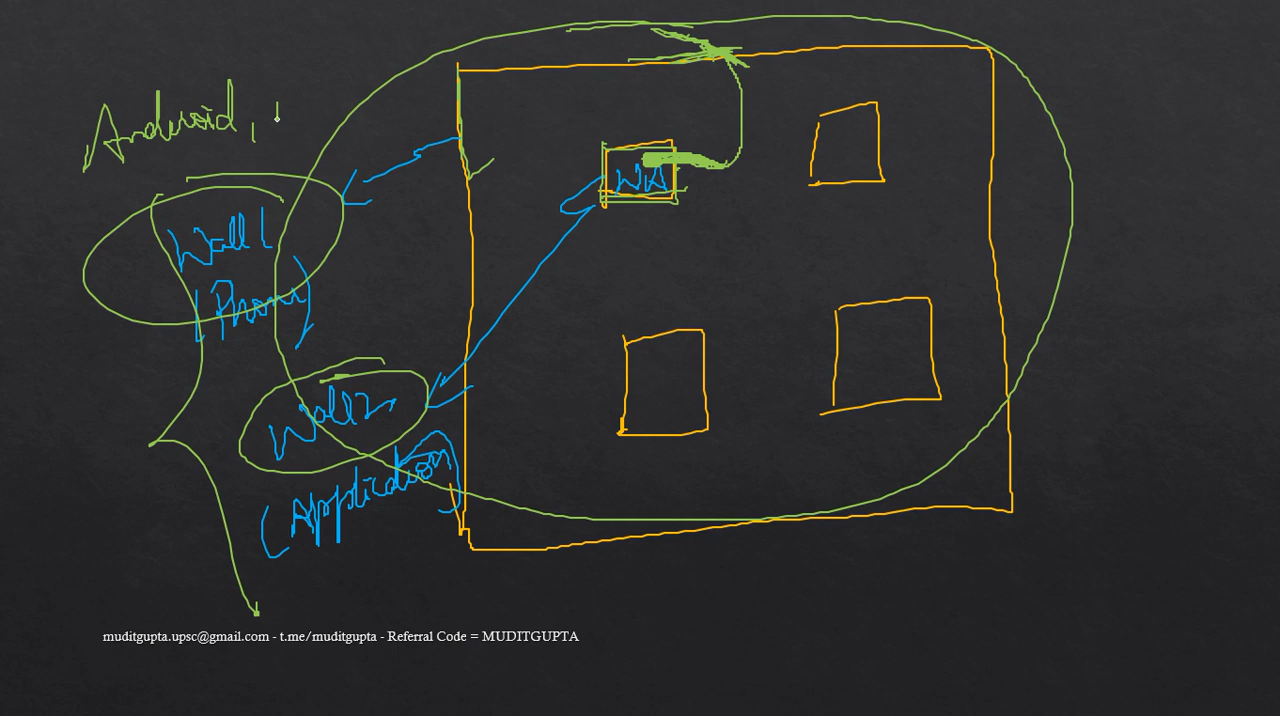 Android, I
WA
Wall 1
(Phone)
Wall 2
(Application)
muditgupta.upsc@gmail.com - t.me/muditgupta - Referral Code = MUDITGUPTA